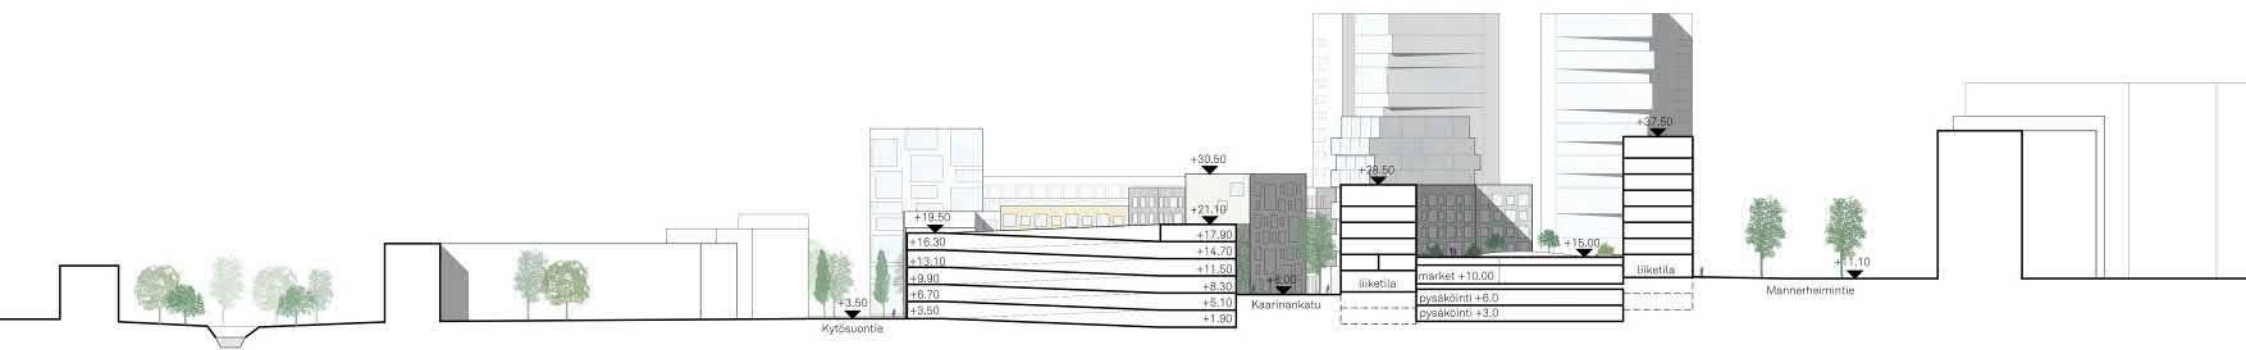 +37.50
+30.50
+28.50
+21.10
+19.50
+17.90
+16.30
+15.00
+14.70
+13.10
+11.50
market +10.00
liiketila
+11.10
+9.90
+8.30
+8.00
liiketila
Mannerheimintie
+6.70
+5.10
pysäköinti +6.0
Kaarinankatu
+3.50
+3.50
+1.90
pysäköinti +3.0
Kytösuontie